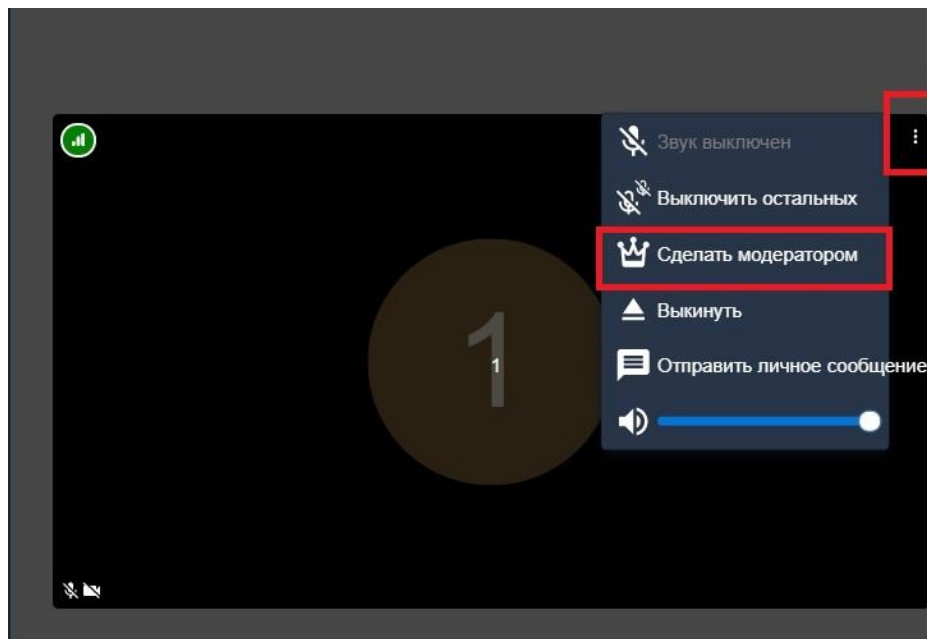 Звук выключен
Выключить остальных
Сделать модератором
Выкинуть
Отправить личное сообщение
1
1